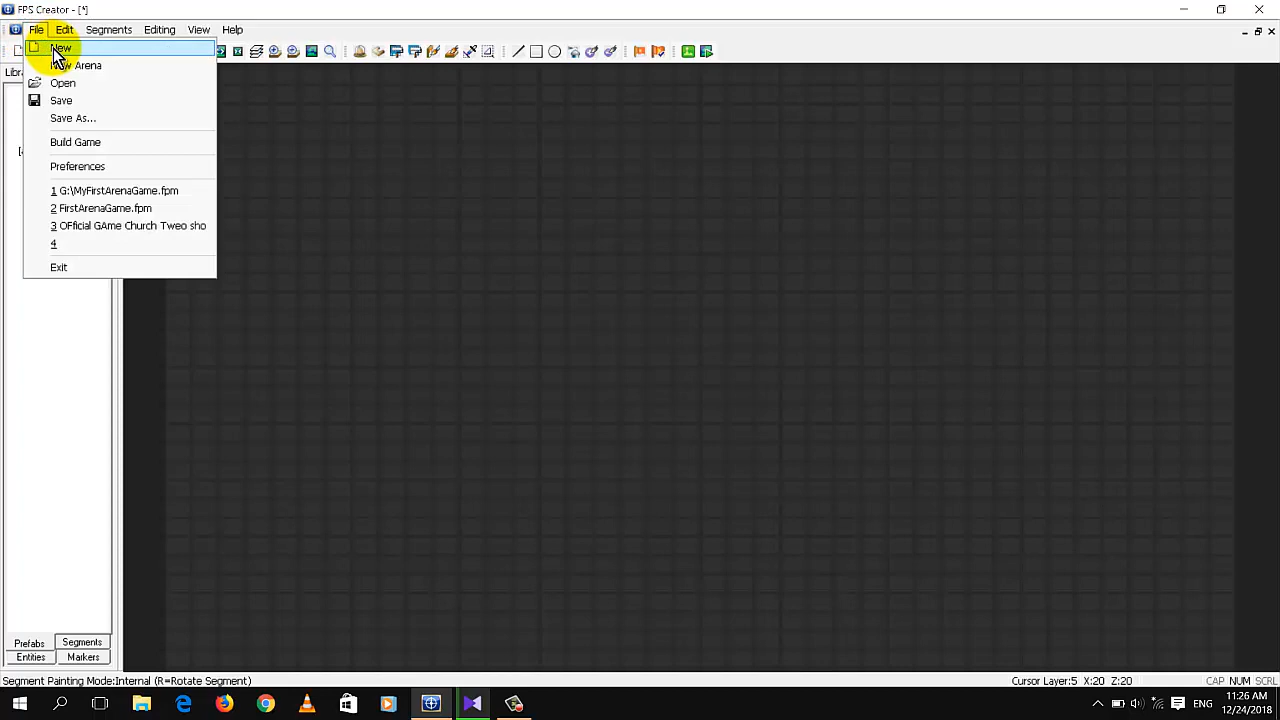 FPS Creator - [*]
File Edit Segments Editing View Help
New
Arena
Open
Save
Save As...
Build Game
Preferences
1 G:\MyFirstArenaGame.fpm
2 FirstArenaGame.fpm
3 OFficial GAme Church Tweo sho
4
Exit
Prefabs Segments
Entities Markers
Segment Painting Mode:Internal (R=Rotate Segment) Cursor Layer:5 X:20 Z:20 CAP NUM SCRL
ENG
11:26 AM
12/24/2018